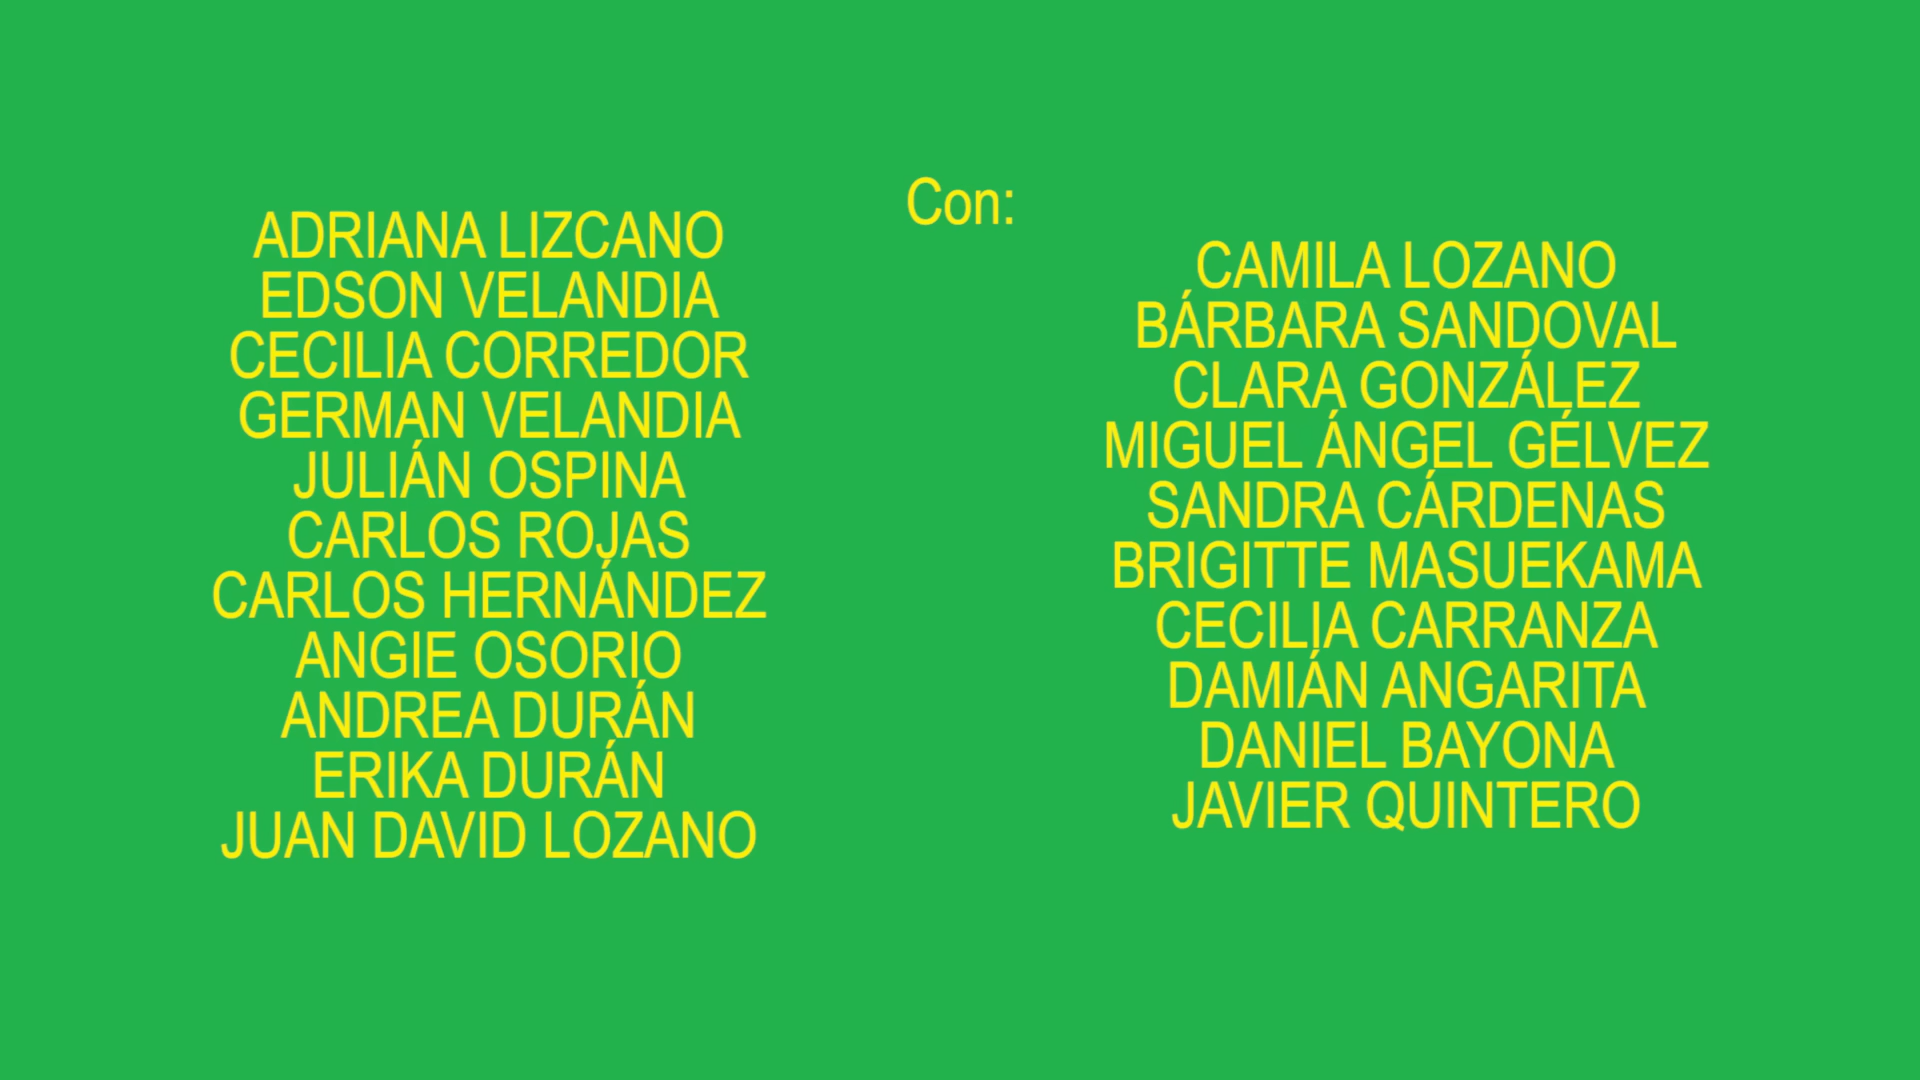 Con:
ADRIANA LIZCANO
EDSON VELANDIA
CECILIA CORREDOR
GERMAN VELANDIA
JULIÁN OSPINA
CARLOS ROJAS
CARLOS HERNÁNDEZ
ANGIE OSORIO
ANDREA DURÁN
ERIKA DURÁN
JUAN DAVID LOZANO
CAMILA LOZANO
BÁRBARA SANDOVAL
CLARA GONZÁLEZ
MIGUEL ÁNGEL GÉLVEZ
SANDRA CÁRDENAS
BRIGITTE MASUEKAMA
CECILIA CARRANZA
DAMIÁN ANGARITA
DANIEL BAYONA
JAVIER QUINTERO